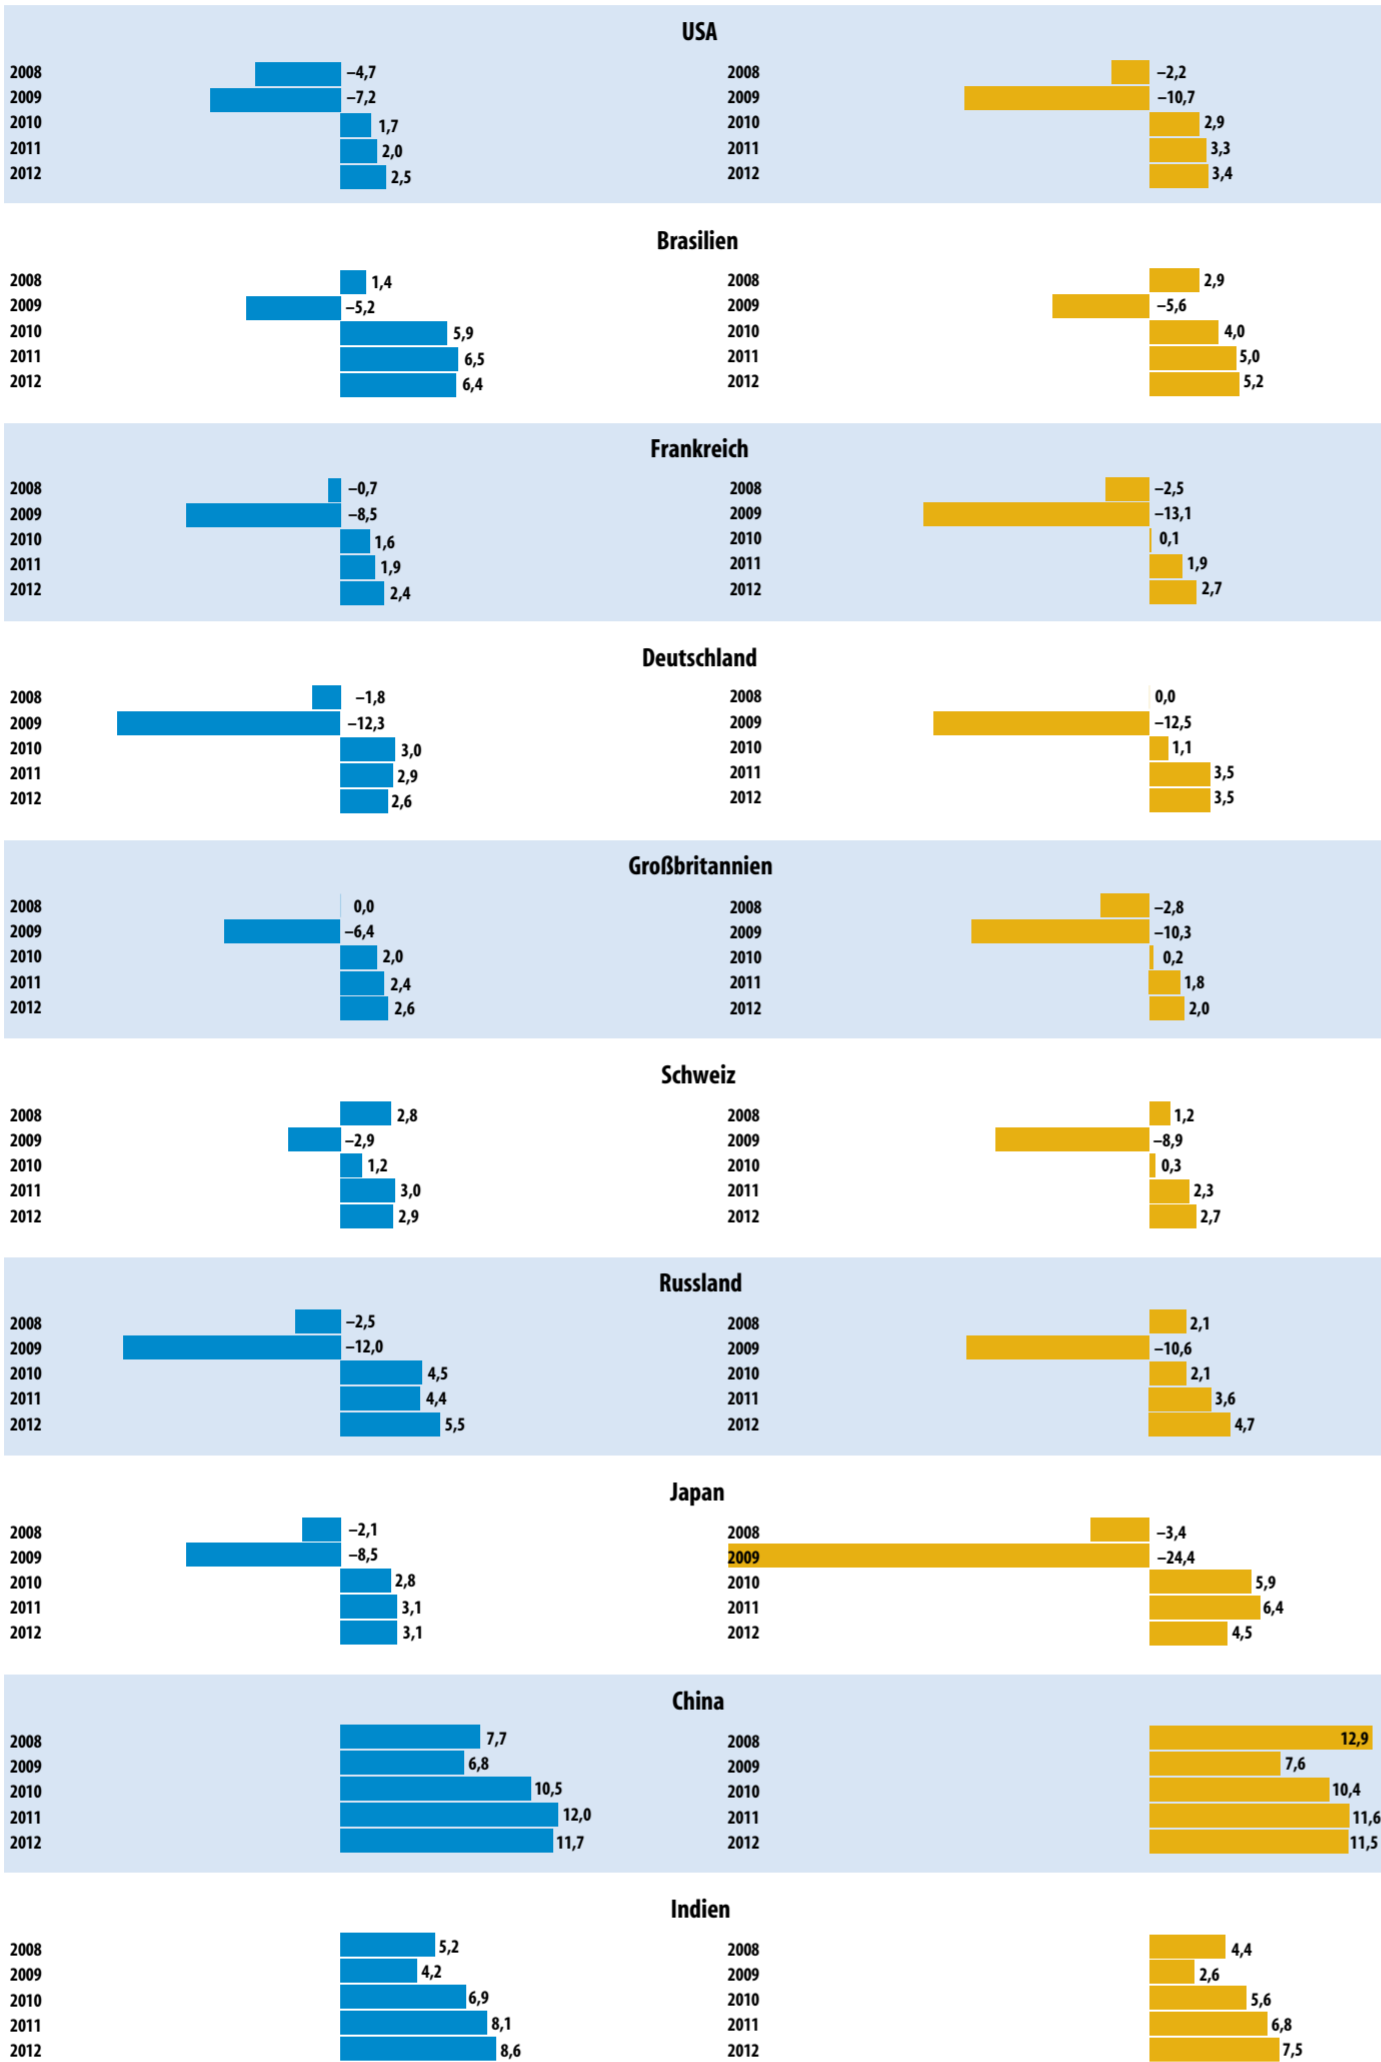 USA
2008 –4,7 2008 –2,2
2009 –7,2 2009 –10,7
2010 1,7 2010 2,9
2011 2,0 2011 3,3
2012 2,5 2012 3,4
Brasilien
2008 1,4 2008 2,9
2009 –5,2 2009 –5,6
2010 5,9 2010 4,0
2011 6,5 2011 5,0
2012 6,4 2012 5,2
Frankreich
2008 –0,7 2008 –2,5
2009 –8,5 2009 –13,1
2010 1,6 2010 0,1
2011 1,9 2011 1,9
2012 2,4 2012 2,7
Deutschland
2008 –1,8 2008 0,0
2009 –12,3 2009 –12,5
2010 3,0 2010 1,1
2011 2,9 2011 3,5
2012 2,6 2012 3,5
Großbritannien
2008 0,0 2008 –2,8
2009 –6,4 2009 –10,3
2010 2,0 2010 0,2
2011 2,4 2011 1,8
2012 2,6 2012 2,0
Schweiz
2008 2,8 2008 1,2
2009 –2,9 2009 –8,9
2010 1,2 2010 0,3
2011 3,0 2011 2,3
2012 2,9 2012 2,7
Russland
2008 –2,5 2008 2,1
2009 –12,0 2009 –10,6
2010 4,5 2010 2,1
2011 4,4 2011 3,6
2012 5,5 2012 4,7
Japan
2008 –2,1 2008 –3,4
2009 –8,5 2009 –24,4
2010 2,8 2010 5,9
2011 3,1 2011 6,4
2012 3,1 2012 4,5
China
2008 7,7 2008 12,9
2009 6,8 2009 7,6
2010 10,5 2010 10,4
2011 12,0 2011 11,6
2012 11,7 2012 11,5
Indien
2008 5,2 2008 4,4
2009 4,2 2009 2,6
2010 6,9 2010 5,6
2011 8,1 2011 6,8
2012 8,6 2012 7,5